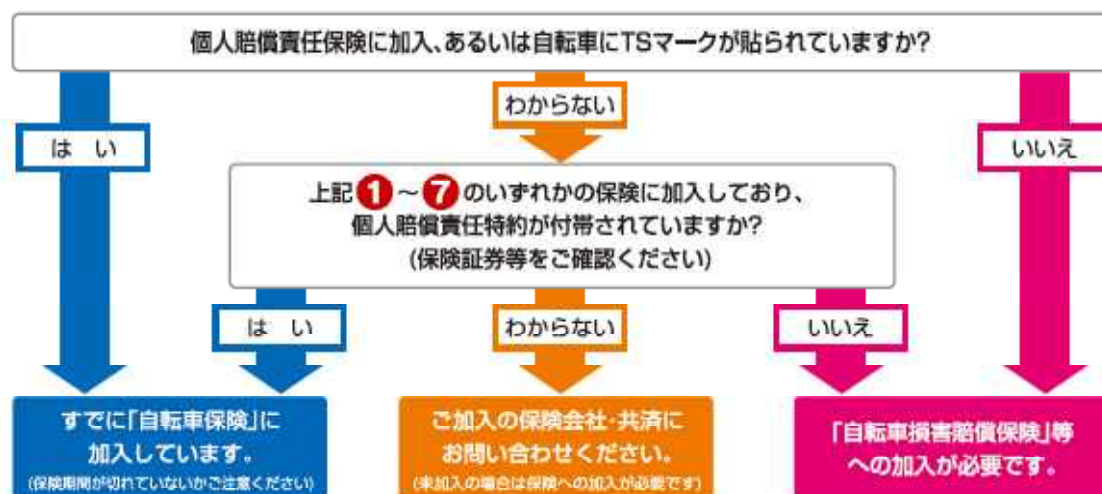 個人賠償責任保険に加入、あるいは自転車にTSマークが貼られていますか?
わからない
は い
いいえ
上記1～7のいずれかの保険に加入しており、
個人賠償責任特約が付帯されていますか?
(保険証券等をご確認ください)
は い
わからない
いいえ
すでに「自転車保険」に
加入しています。
(保険期間が切れていないかご注意ください)
ご加入の保険会社・共済に
お問い合わせください。
(未加入の場合は保険への加入が必要です)
「自転車損害賠償保険」等
への加入が必要です。